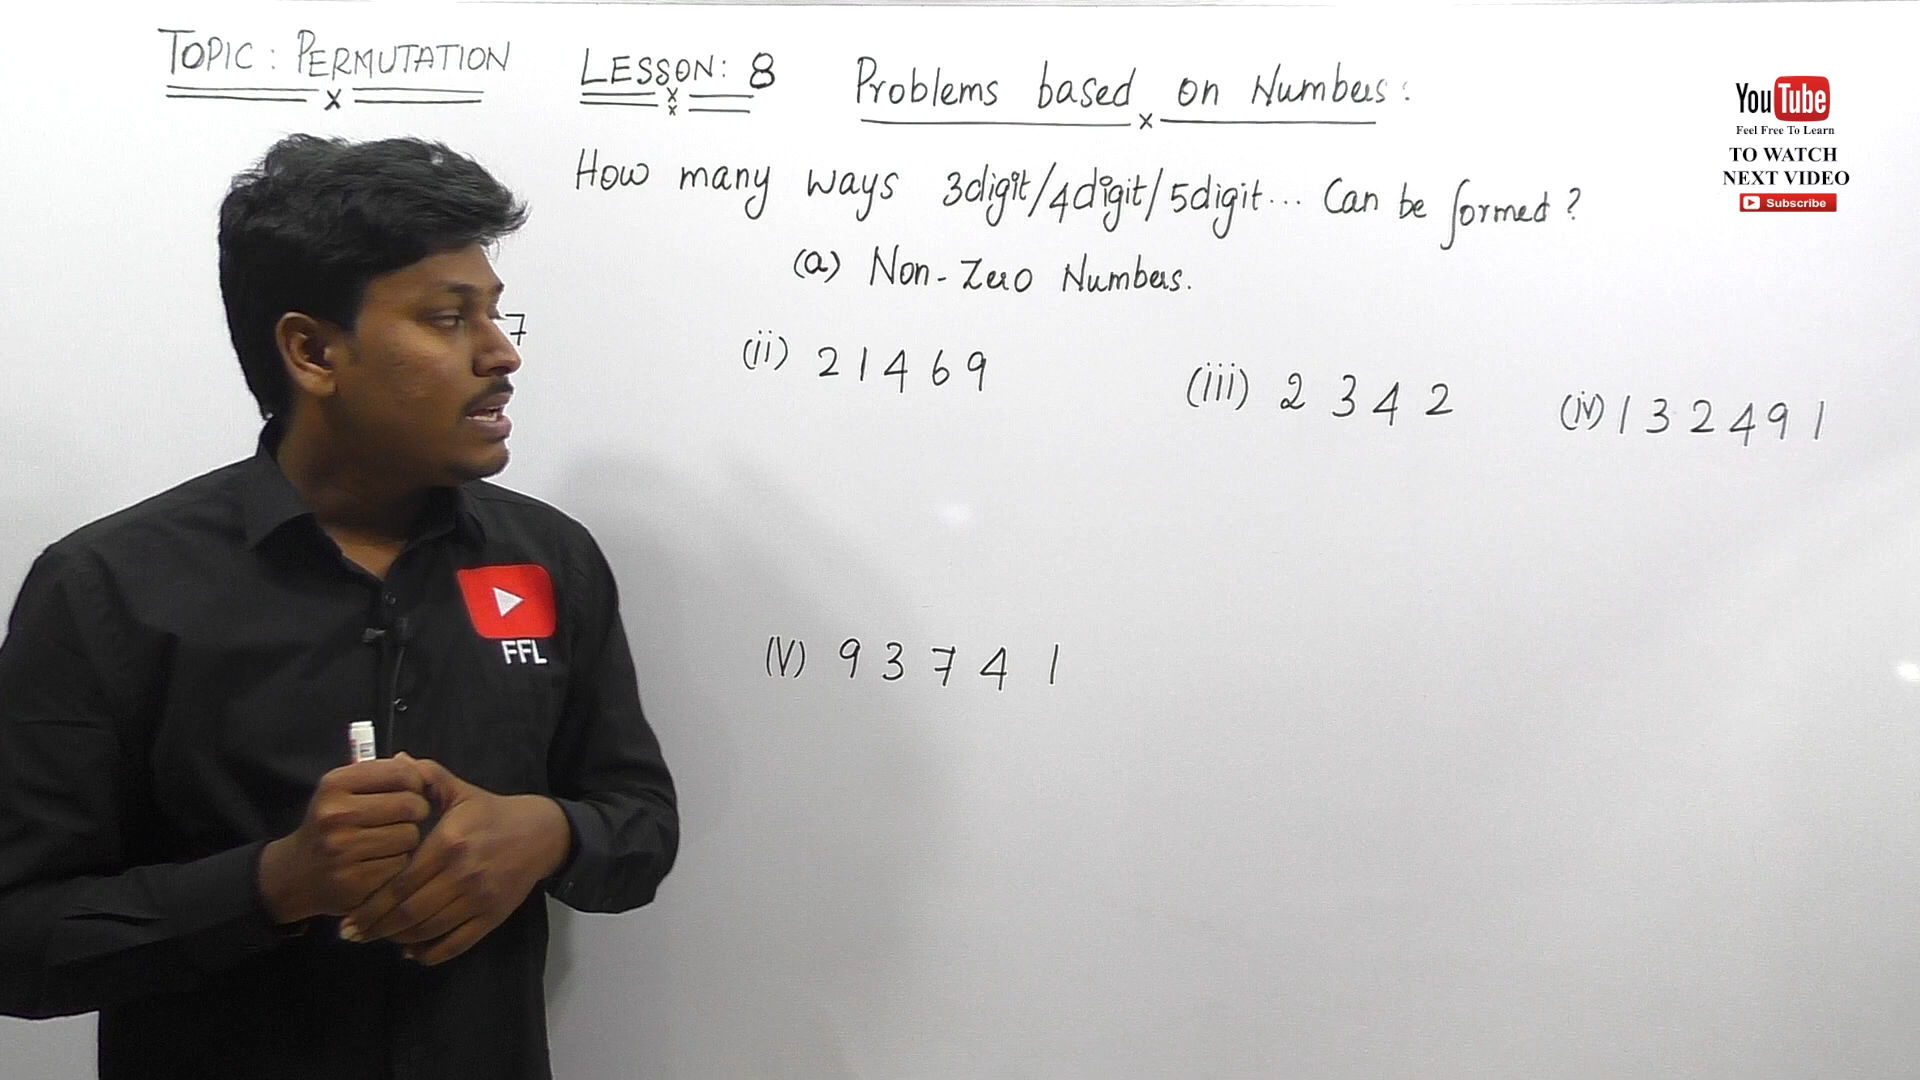 TOPIC: PERMUTATION LESSON: 8 Problems based on Numbers:
YouTube
Feel Free To Learn
TO WATCH
NEXT VIDEO
Subscribe
How many ways 3digit/4digit/5digit... Can be formed?
(a) Non-Zero Numbers.
7
(ii) 2 1 4 6 9
(iii) 2 3 4 2
(iv) 1 3 2 4 9 1
FFL
(V) 9 3 7 4 1